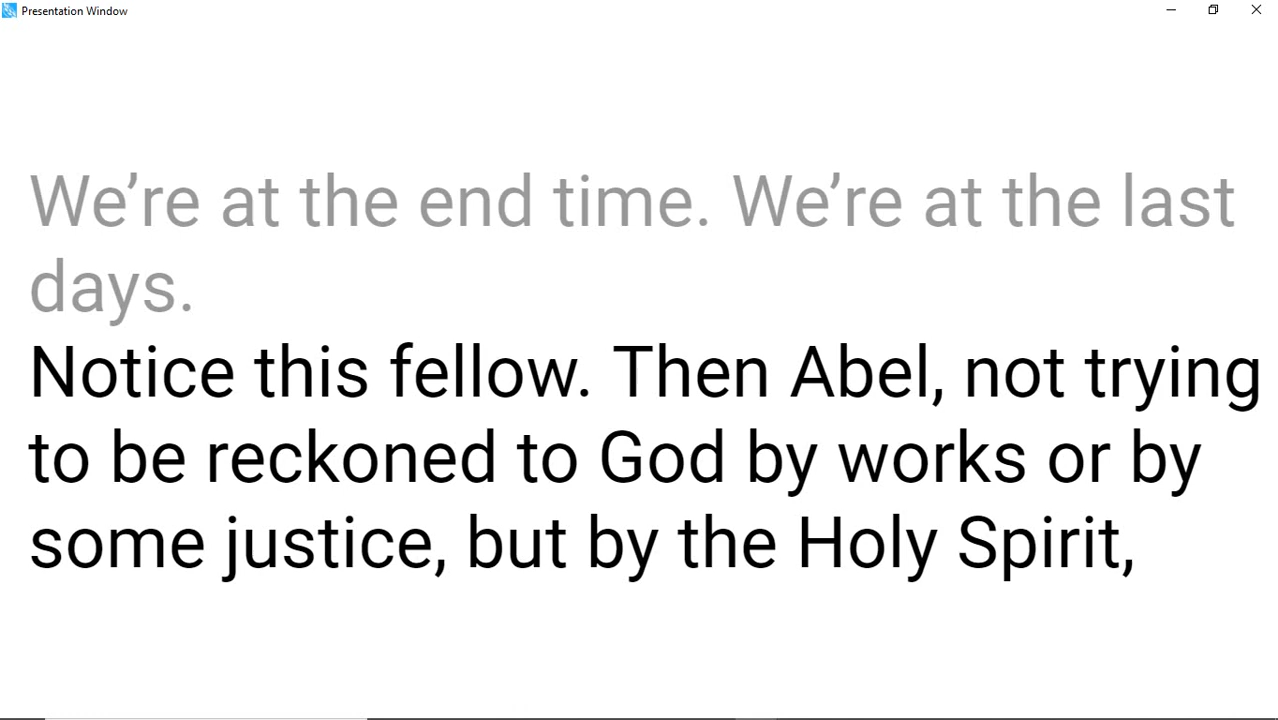 Presentation Window
We’re at the end time. We’re at the last
days.
Notice this fellow. Then Abel, not trying
to be reckoned to God by works or by
some justice, but by the Holy Spirit,